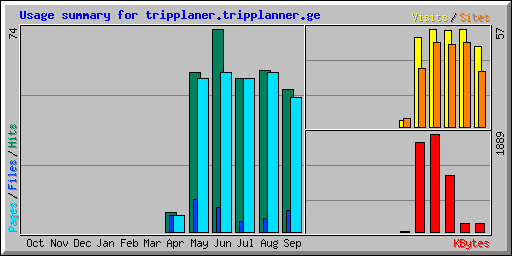 Usage summary for tripplaner.tripplanner.ge
Visits/Sites
74
57
1889
Pages/Files/Hits
Oct Nov Dec Jan Feb Mar Apr May Jun Jul Aug Sep
KBytes